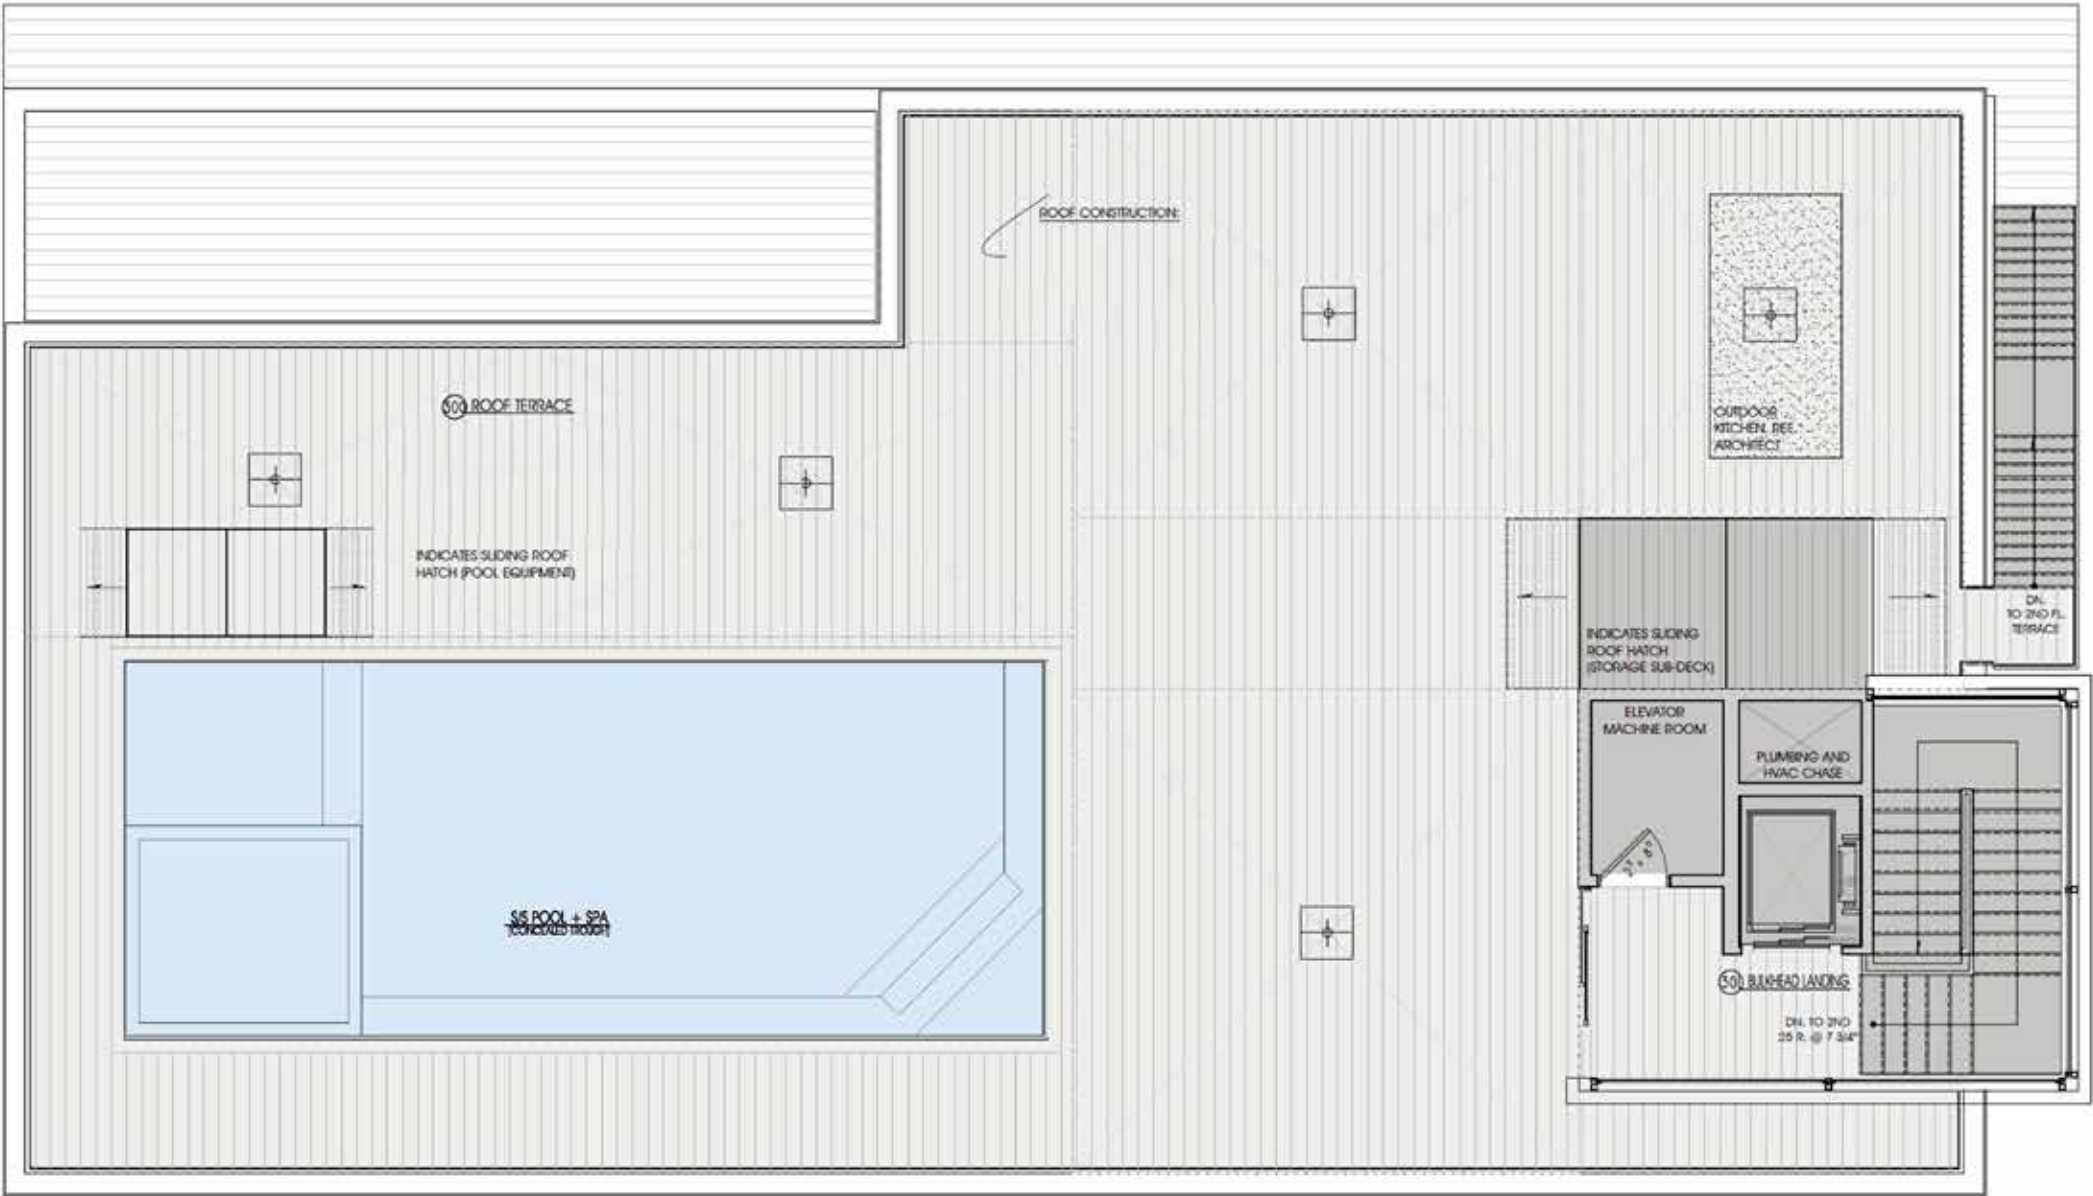 ROOF CONSTRUCTION:
300 ROOF TERRACE
OUTDOOR
KITCHEN. REF.
ARCHITECT
INDICATES SLIDING ROOF
HATCH (POOL EQUIPMENT)
DN.
TO 2ND FL.
TERRACE
INDICATES SLIDING
ROOF HATCH
(STORAGE SUB-DECK)
ELEVATOR
MACHINE ROOM
PLUMBING AND
HVAC CHASE
S/S POOL + SPA
(CONCEALED TROUGH)
BULKHEAD LANDING
DN. TO 2ND
25 R. @ 7 3/4"